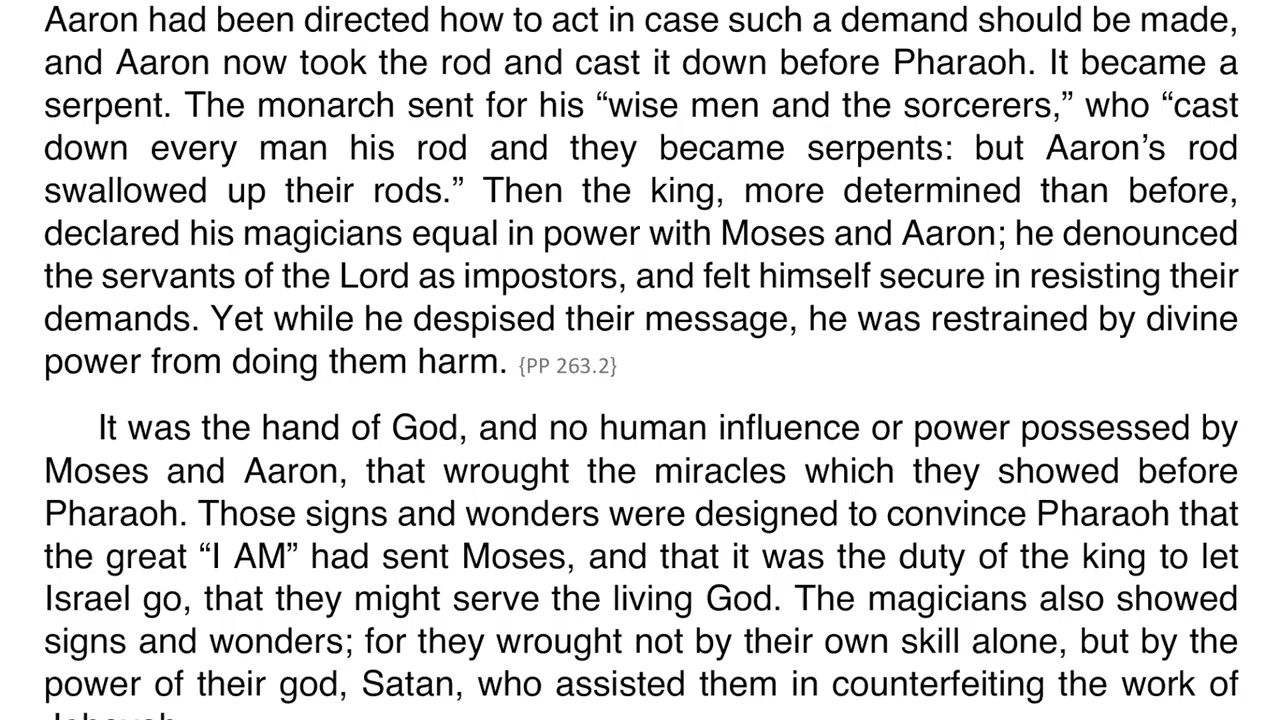 Aaron had been directed how to act in case such a demand should be made,
and Aaron now took the rod and cast it down before Pharaoh. It became a
serpent. The monarch sent for his “wise men and the sorcerers,” who “cast
down every man his rod and they became serpents: but Aaron’s rod
swallowed up their rods.” Then the king, more determined than before,
declared his magicians equal in power with Moses and Aaron; he denounced
the servants of the Lord as impostors, and felt himself secure in resisting their
demands. Yet while he despised their message, he was restrained by divine
power from doing them harm. {PP 263.2}
It was the hand of God, and no human influence or power possessed by
Moses and Aaron, that wrought the miracles which they showed before
Pharaoh. Those signs and wonders were designed to convince Pharaoh that
the great “I AM” had sent Moses, and that it was the duty of the king to let
Israel go, that they might serve the living God. The magicians also showed
signs and wonders; for they wrought not by their own skill alone, but by the
power of their god, Satan, who assisted them in counterfeiting the work of